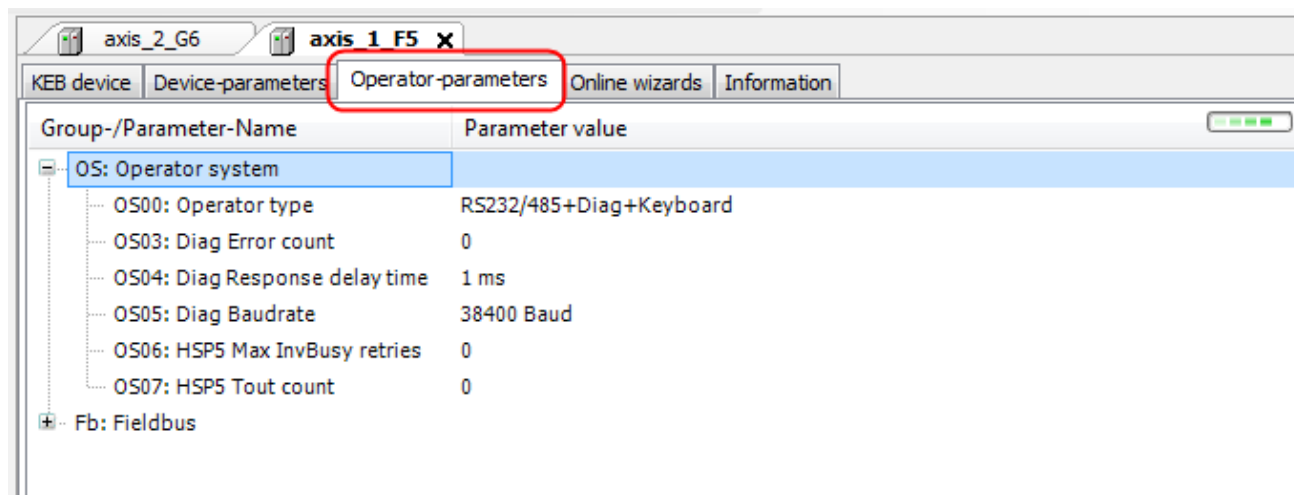 axis_2_G6 axis_1_F5 x
KEB device Device-parameters Operator-parameters Online wizards Information
Group-/Parameter-Name Parameter value
OS: Operator system
OS00: Operator type RS232/485+Diag+Keyboard
OS03: Diag Error count 0
OS04: Diag Response delay time 1 ms
OS05: Diag Baudrate 38400 Baud
OS06: HSP5 Max InvBusy retries 0
OS07: HSP5 Tout count 0
Fb: Fieldbus